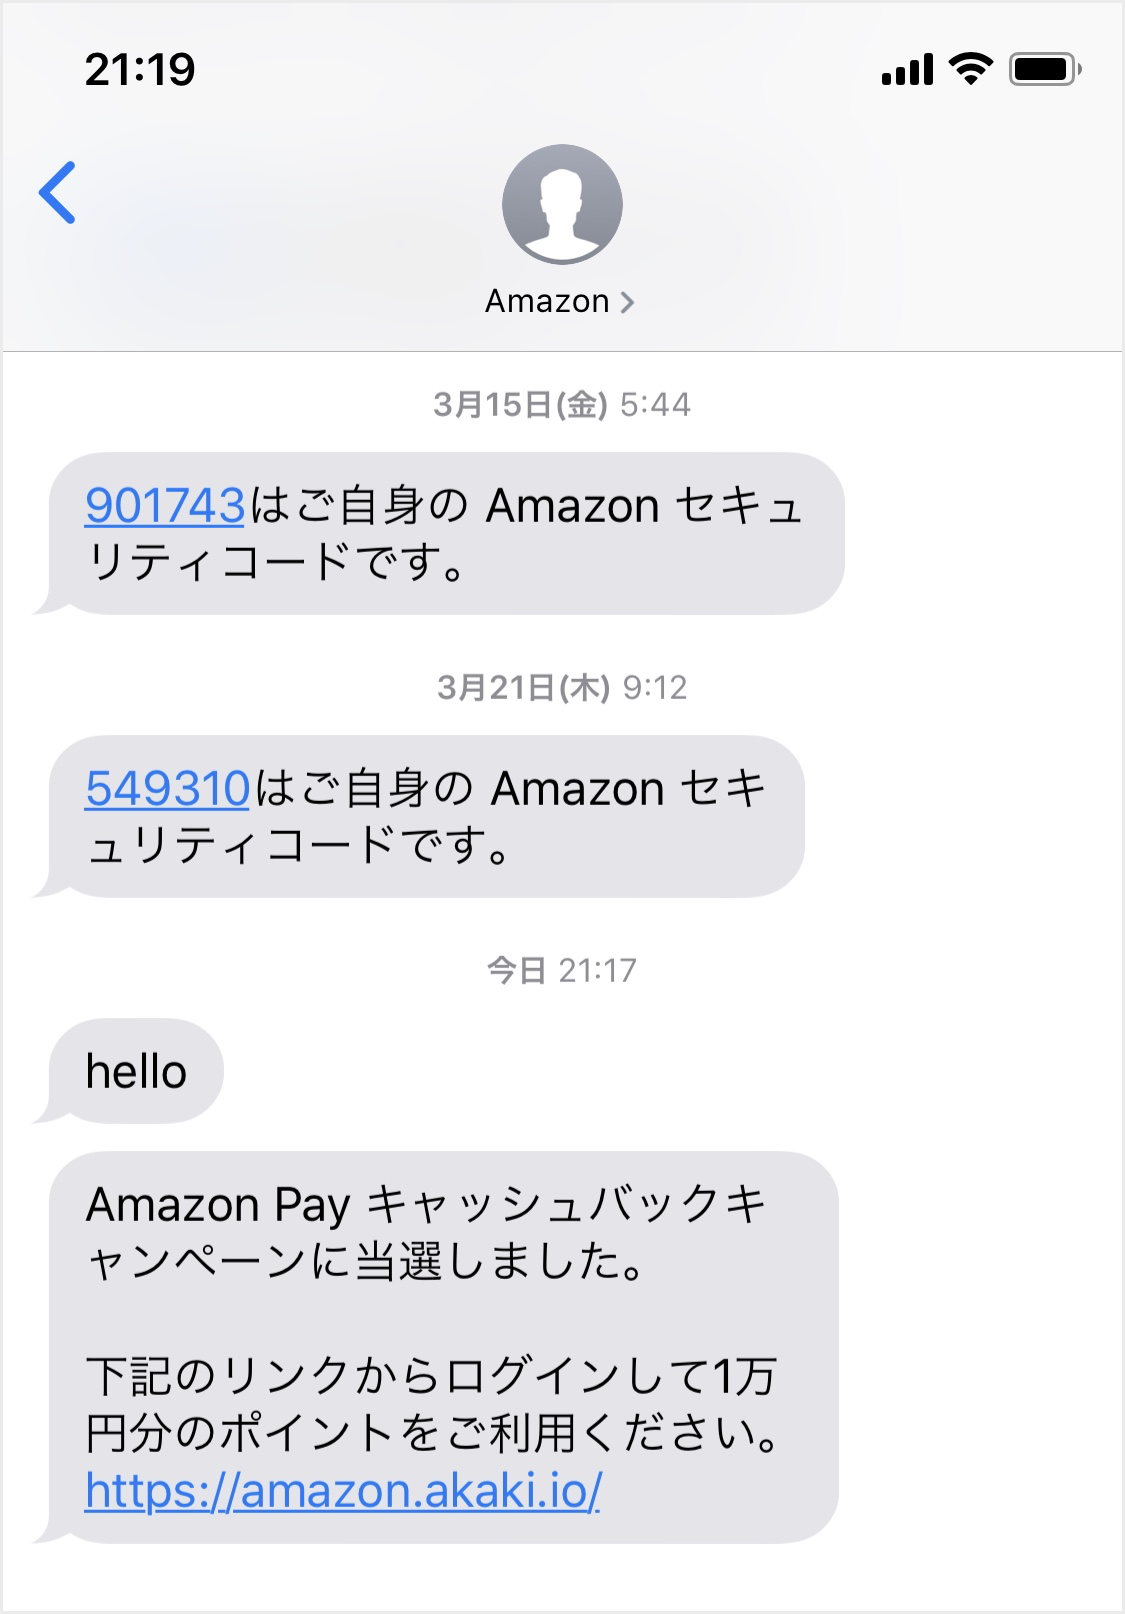 21:19
Amazon
3月15日(金) 5:44
901743はご自身の Amazon セキュ
リティコードです。
3月21日(木) 9:12
549310はご自身の Amazon セキ
ュリティコードです。
今日 21:17
hello
Amazon Pay キャッシュバックキ
ャンペーンに当選しました。
下記のリンクからログインして1万
円分のポイントをご利用ください。
https://amazon.akaki.io/